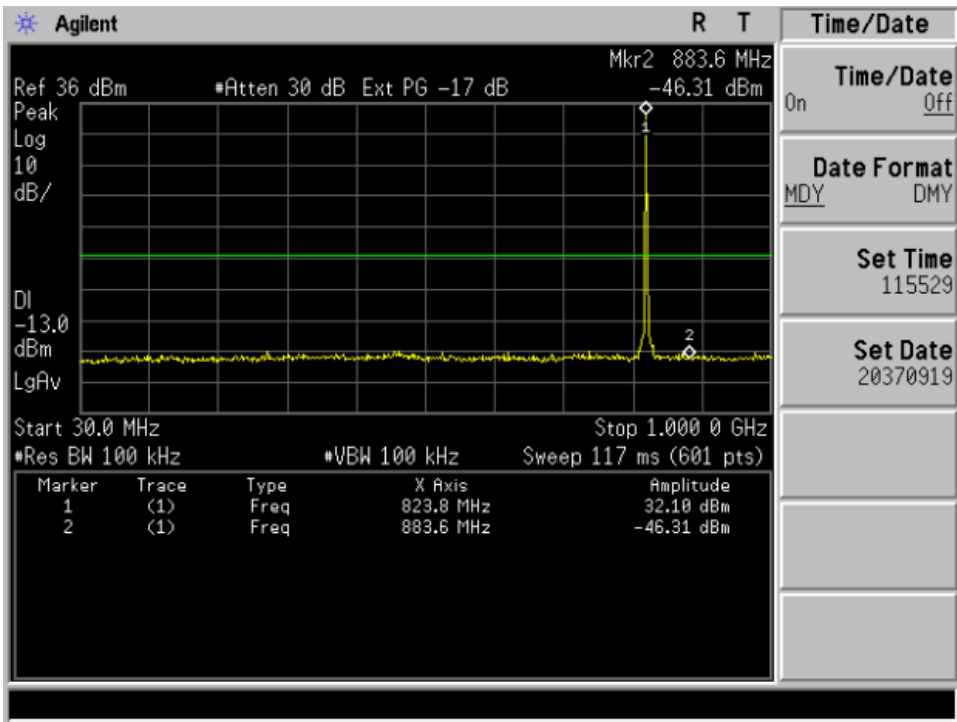 Agilent R T
Mkr2 883.6 MHz
Ref 36 dBm #Atten 30 dB Ext PG -17 dB -46.31 dBm
Peak
Log
10
dB/
1
2
DI
-13.0
dBm
LgAv
Start 30.0 MHz Stop 1.000 0 GHz
#Res BW 100 kHz #VBW 100 kHz Sweep 117 ms (601 pts)
Marker Trace Type X Axis Amplitude
1 (1) Freq 823.8 MHz 32.10 dBm
2 (1) Freq 883.6 MHz -46.31 dBm
Time/Date
Time/Date
On Off
Date Format
MDY DMY
Set Time
115529
Set Date
20370919